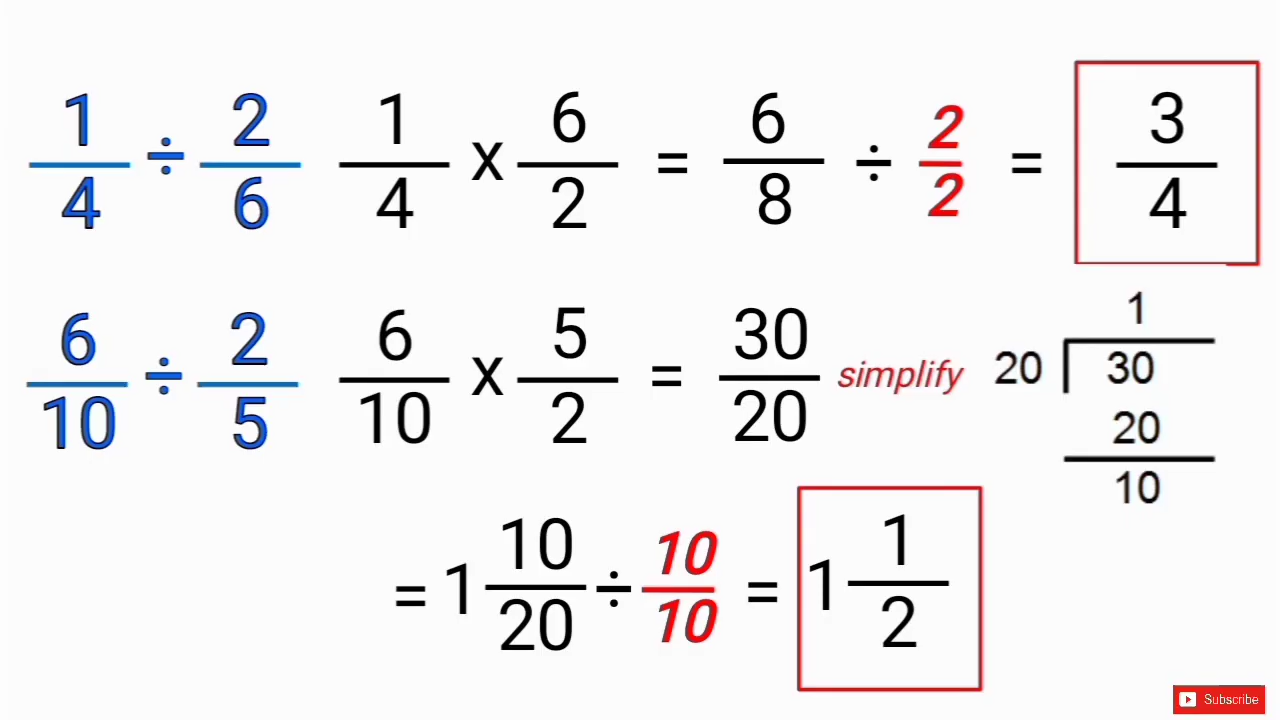 1/4 ÷ 2/6 1/4 x 6/2 = 6/8 ÷ 2/2 = 3/4
6/10 ÷ 2/5 6/10 x 5/2 = 30/20 simplify
1
20 30
20
10
= 1 10/20 ÷ 10/10 = 1 1/2
Subscribe